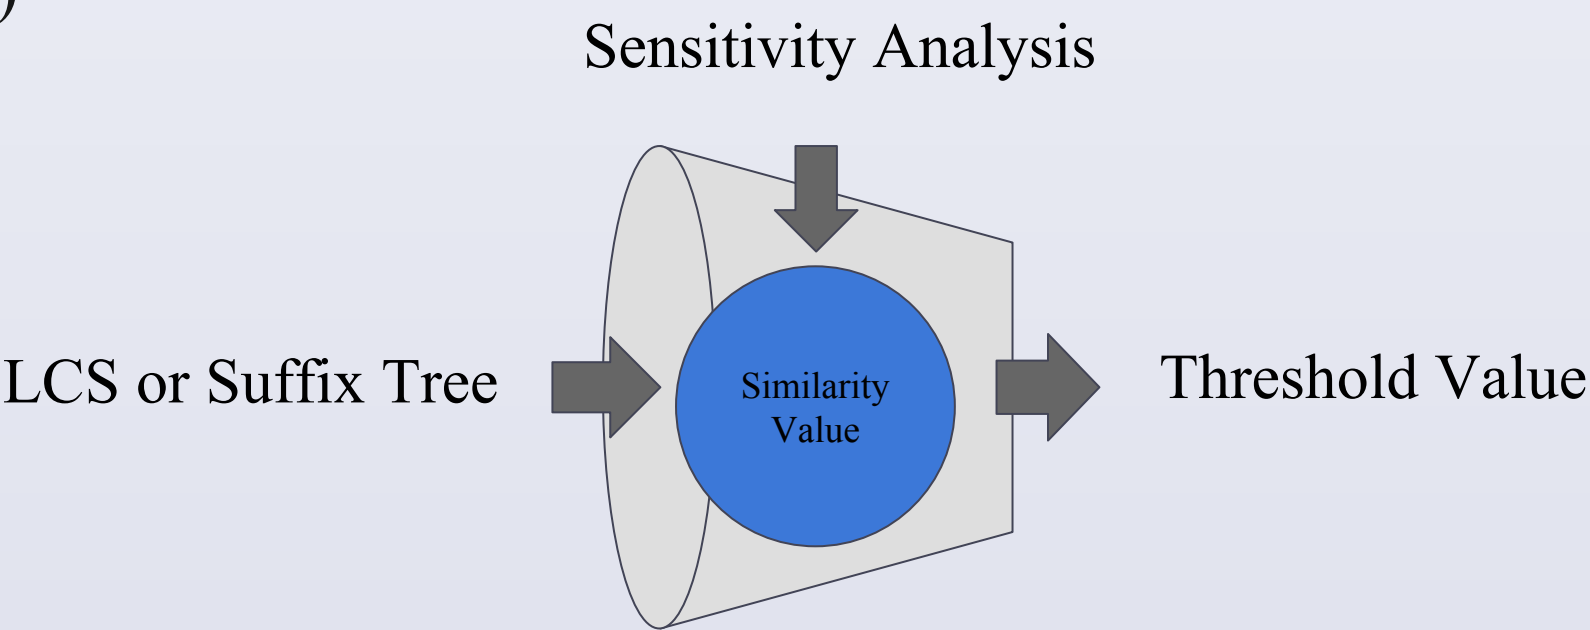 )
Sensitivity Analysis
LCS or Suffix Tree
Similarity
Value
Threshold Value